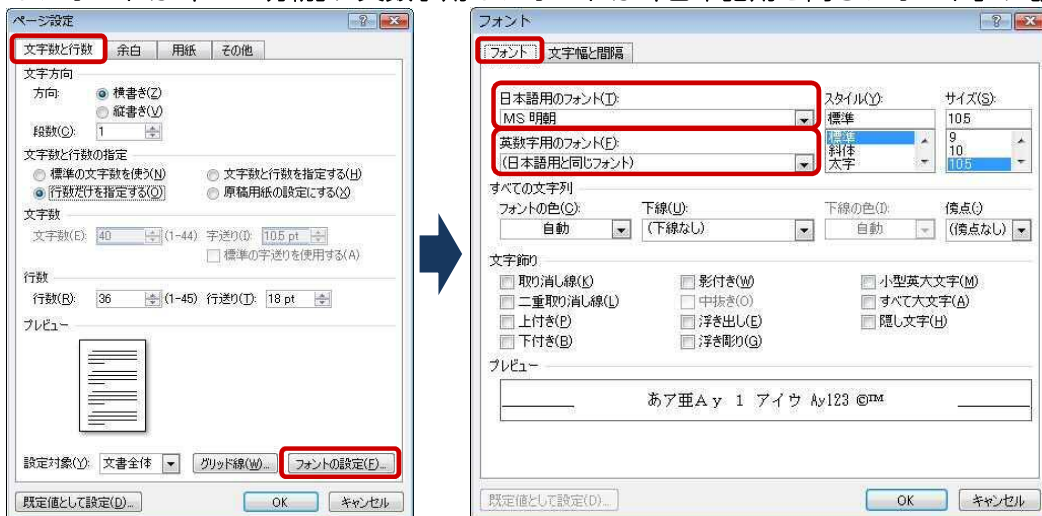 ページ設定
文字数と行数 余白 用紙 その他
文字方向
方向: 横書き(Z)
縦書き(V)
段数(C): 1
文字数と行数の指定
標準の文字数を使う(N) 文字数と行数を指定する(H)
行数だけを指定する(O) 原稿用紙の設定にする(X)
文字数
文字数(E): 40 (1-44) 字送り(I): 10.5 pt
標準の字送りを使用する(A)
行数
行数(R): 36 (1-45) 行送り(T): 18 pt
プレビュー
設定対象(Y): 文書全体 グリッド線(W)... フォントの設定(F)...
既定値として設定(D)... OK キャンセル
フォント
フォント 文字幅と間隔
日本語用のフォント(T): スタイル(Y): サイズ(S):
MS 明朝 標準 10.5
英数字用のフォント(F): 標準 9
(日本語用と同じフォント) 斜体 10
太字 10.5
すべての文字列
フォントの色(C): 下線(U): 下線の色(I): 傍点(:)
自動 (下線なし) 自動 (傍点なし)
文字飾り
取り消し線(K) 影付き(W) 小型英大文字(M)
二重取り消し線(L) 中抜き(O) すべて大文字(A)
上付き(P) 浮き出し(E) 隠し文字(H)
下付き(B) 浮き彫り(G)
プレビュー
あア亜Ay 1 アイウ Ay123 ©™
既定値として設定(D)... OK キャンセル